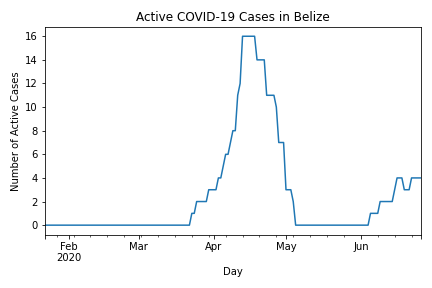 Active COVID-19 Cases in Belize
Number of Active Cases
16
14
12
10
8
6
4
2
0
Feb
2020
Mar
Apr
May
Jun
Day